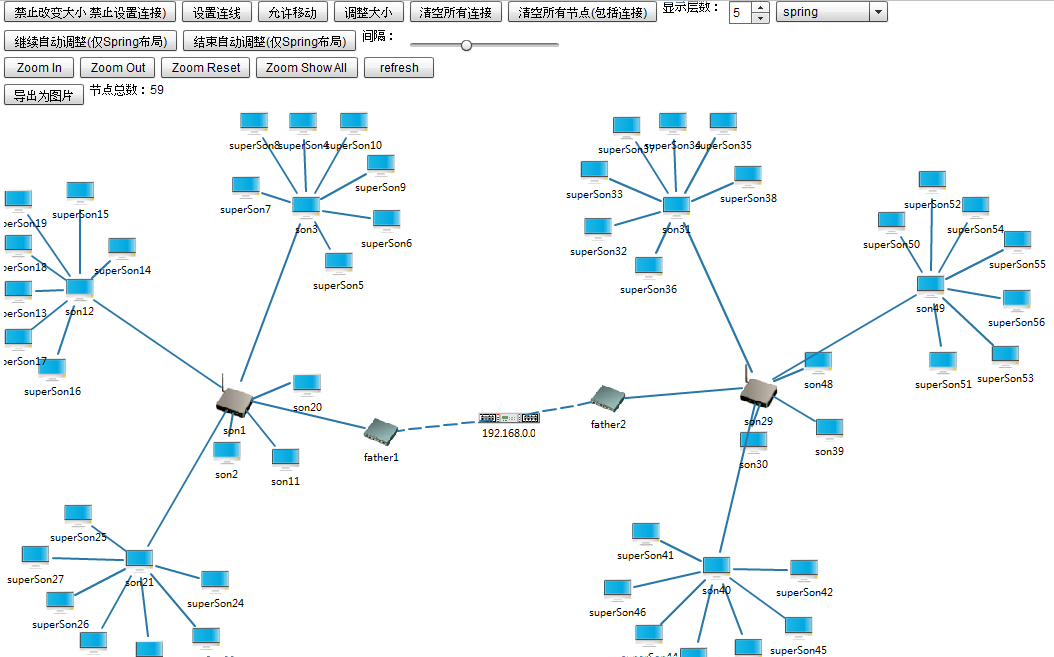 禁止改变大小 禁止设置连接) 设置连线 允许移动 调整大小 清空所有连接 清空所有节点(包括连接) 显示层数： 5 spring
继续自动调整(仅Spring布局) 结束自动调整(仅Spring布局) 间隔：
Zoom In Zoom Out Zoom Reset Zoom Show All refresh
导出为图片 节点总数：59
superSon8 superSon4 superSon10
superSon37 superSon34 superSon35
superSon9
superSon7
superSon33
superSon38
superSon52
perSon19
superSon15
son3
superSon6
son31
superSon54
superSon50
superSon32
perSon18
superSon14
superSon55
superSon5
superSon36
perSon13
son12
son49
superSon56
perSon17
superSon16
superSon51
superSon53
son48
son20
son1
father2
son29
192.168.0.0
father1
son39
son2
son11
son30
superSon25
superSon41
superSon27
son21
son40
superSon42
superSon24
superSon46
superSon26
superSon45